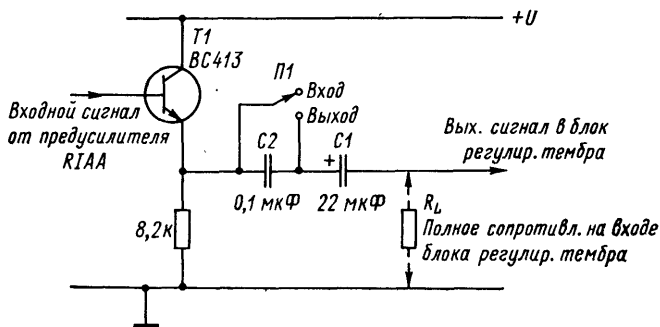 +U
T1
BC413
П1
Вход
Выход
Входной сигнал
от предусилителя
RIAA
C2
C1
+
0,1 мкФ
22 мкФ
Вых. сигнал в блок
регулир. тембра
8,2к
RL
Полное сопротивл. на входе
блока регулир. тембра